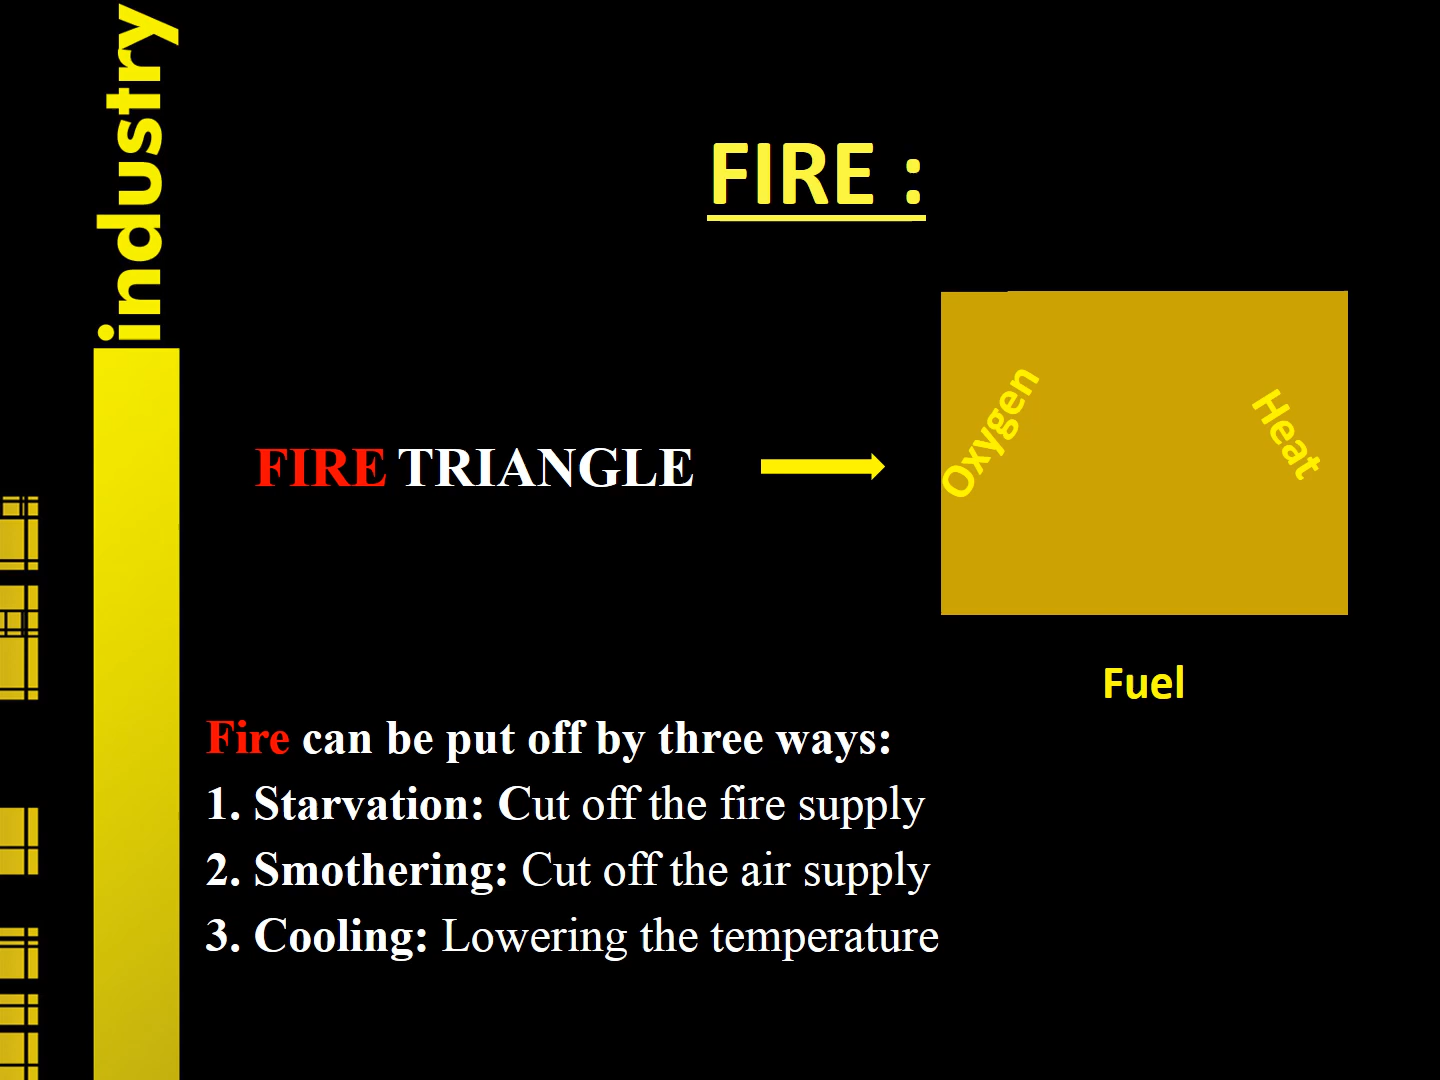 industry
FIRE :
Oxygen
Heat
FIRE TRIANGLE
Fuel
Fire can be put off by three ways:
1. Starvation: Cut off the fire supply
2. Smothering: Cut off the air supply
3. Cooling: Lowering the temperature